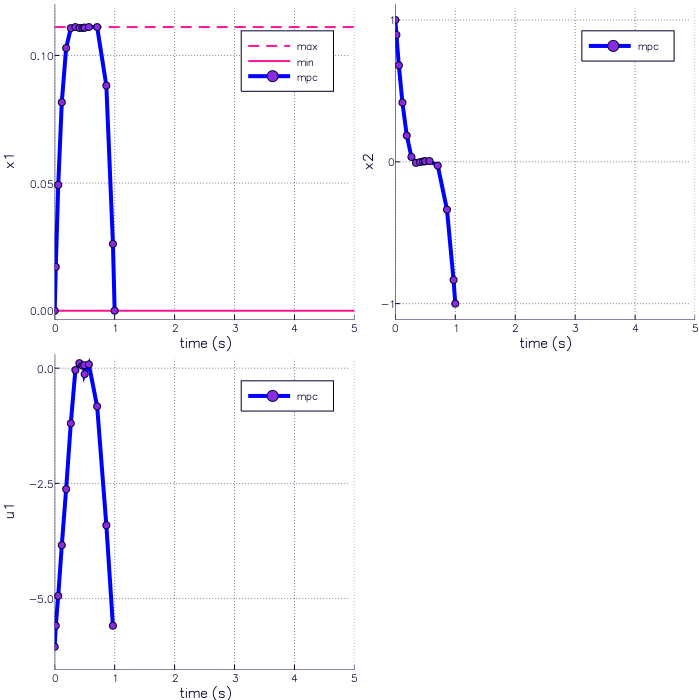 0.10
0.05
0.00
x1
max
min
mpc
0 1 2 3 4 5
time (s)
1
0
−1
x2
mpc
0 1 2 3 4 5
time (s)
0.0
−2.5
−5.0
u1
mpc
0 1 2 3 4 5
time (s)